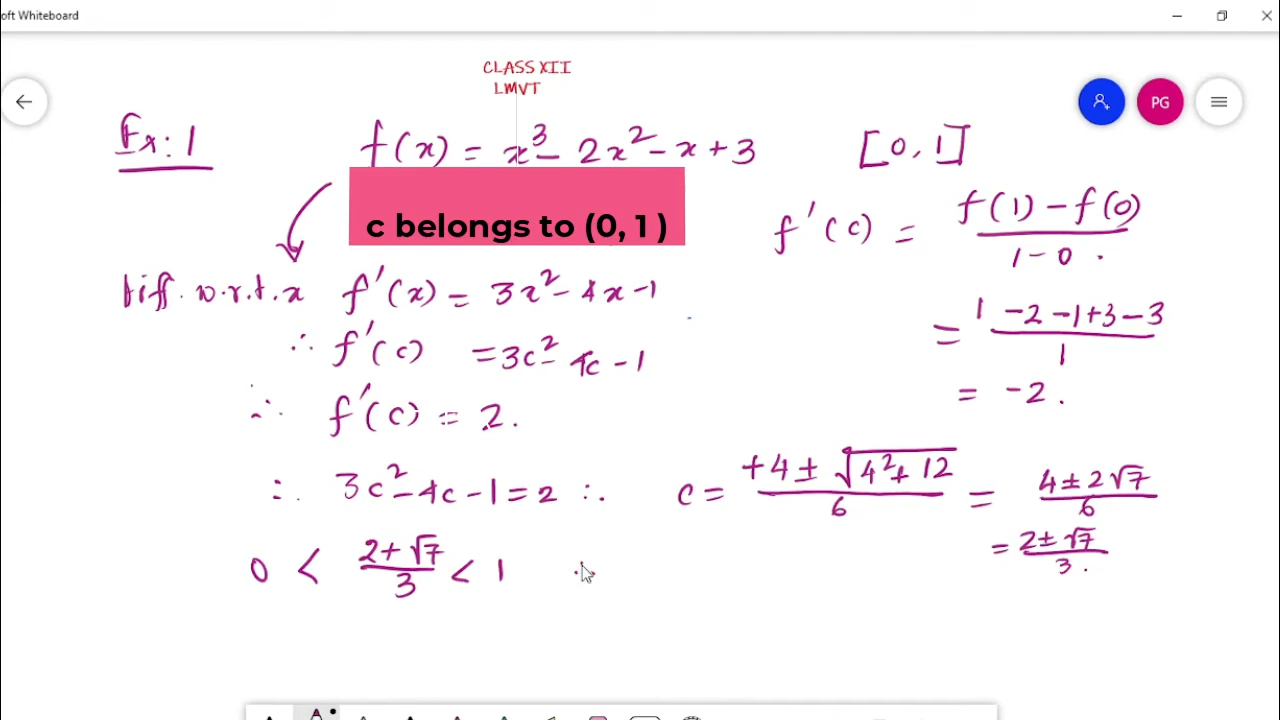 oft Whiteboard
CLASS XII
LMVT
PG
Ex: 1 f(x) = x³ - 2x² - x + 3 [0, 1]
c belongs to (0, 1 )
f'(c) = f(1) - f(0) / 1 - 0 .
Diff. w.r.t. x f'(x) = 3x² - 4x - 1
= 1 - 2 - 1 + 3 - 3 / 1
∴ f'(c) = 3c² - 4c - 1
= -2 .
∴ f'(c) = 2 .
∴ 3c² - 4c - 1 = 2 ∴ c = +4 ± √4² + 12 / 6 = 4 ± 2√7 / 6
= 2 ± √7 / 3 .
0 < 2 + √7 / 3 < 1